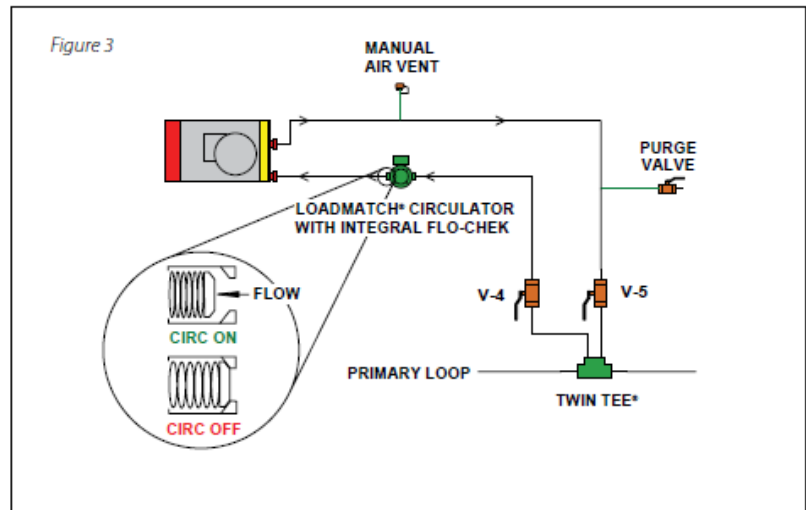 Figure 3
MANUAL
AIR VENT
PURGE
VALVE
LOADMATCH® CIRCULATOR
WITH INTEGRAL FLO-CHEK
FLOW
CIRC ON
CIRC OFF
V-4
V-5
PRIMARY LOOP
TWIN TEE®